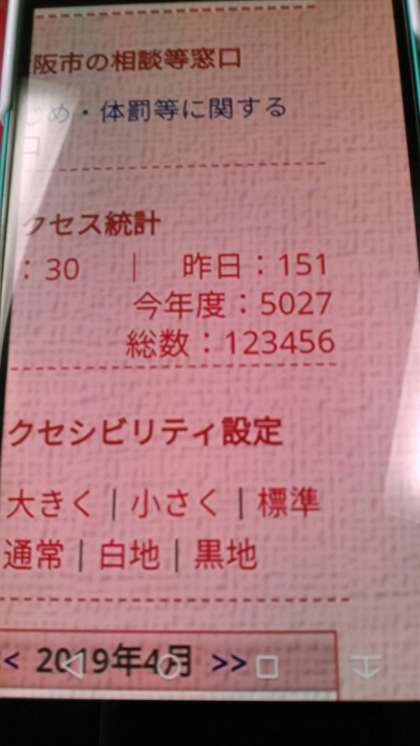 阪市の相談等窓口
じめ・体罰等に関する
口
クセス統計
：30 ｜ 昨日：151
今年度：5027
総数：123456
クセシビリティ設定
大きく｜小さく｜標準
通常｜白地｜黒地
< 2019年4月 >>